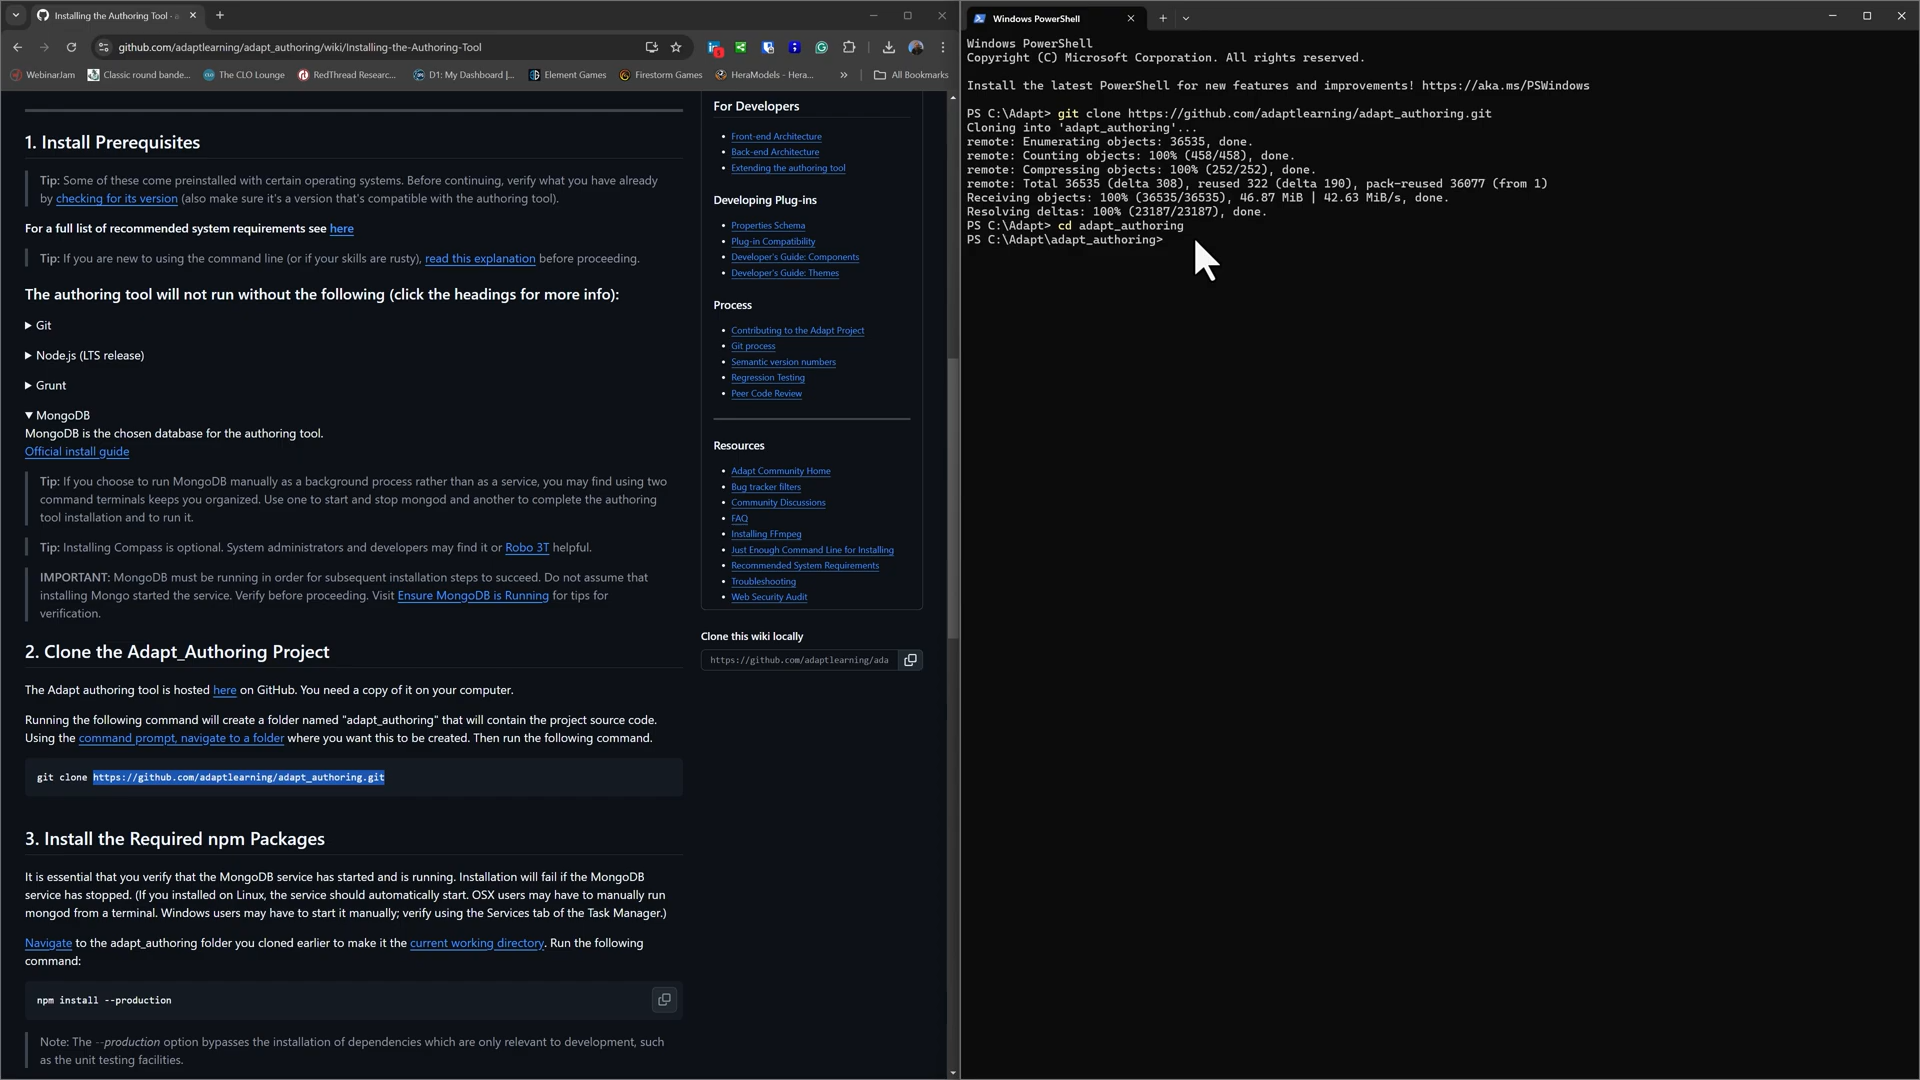 Installing the Authoring Tool · a
github.com/adaptlearning/adapt_authoring/wiki/Installing-the-Authoring-Tool
WebinarJam
Classic round bande...
The CLO Lounge
RedThread Researc...
D1: My Dashboard |...
Element Games
Firestorm Games
HeraModels - Hera...
»
All Bookmarks
1. Install Prerequisites
Tip: Some of these come preinstalled with certain operating systems. Before continuing, verify what you have already
by checking for its version (also make sure it's a version that's compatible with the authoring tool).
For a full list of recommended system requirements see here
Tip: If you are new to using the command line (or if your skills are rusty), read this explanation before proceeding.
The authoring tool will not run without the following (click the headings for more info):
Git
Node.js (LTS release)
Grunt
MongoDB
MongoDB is the chosen database for the authoring tool.
Official install guide
Tip: If you choose to run MongoDB manually as a background process rather than as a service, you may find using two
command terminals keeps you organized. Use one to start and stop mongod and another to complete the authoring
tool installation and to run it.
Tip: Installing Compass is optional. System administrators and developers may find it or Robo 3T helpful.
IMPORTANT: MongoDB must be running in order for subsequent installation steps to succeed. Do not assume that
installing Mongo started the service. Verify before proceeding. Visit Ensure MongoDB is Running for tips for
verification.
2. Clone the Adapt_Authoring Project
The Adapt authoring tool is hosted here on GitHub. You need a copy of it on your computer.
Running the following command will create a folder named "adapt_authoring" that will contain the project source code.
Using the command prompt, navigate to a folder where you want this to be created. Then run the following command.
git clone https://github.com/adaptlearning/adapt_authoring.git
3. Install the Required npm Packages
It is essential that you verify that the MongoDB service has started and is running. Installation will fail if the MongoDB
service has stopped. (If you installed on Linux, the service should automatically start. OSX users may have to manually run
mongod from a terminal. Windows users may have to start it manually; verify using the Services tab of the Task Manager.)
Navigate to the adapt_authoring folder you cloned earlier to make it the current working directory. Run the following
command:
npm install --production
Note: The --production option bypasses the installation of dependencies which are only relevant to development, such
as the unit testing facilities.
For Developers
Front-end Architecture
Back-end Architecture
Extending the authoring tool
Developing Plug-ins
Properties Schema
Plug-in Compatibility
Developer's Guide: Components
Developer's Guide: Themes
Process
Contributing to the Adapt Project
Git process
Semantic version numbers
Regression Testing
Peer Code Review
Resources
Adapt Community Home
Bug tracker filters
Community Discussions
FAQ
Installing FFmpeg
Just Enough Command Line for Installing
Recommended System Requirements
Troubleshooting
Web Security Audit
Clone this wiki locally
https://github.com/adaptlearning/ada
Windows PowerShell
Windows PowerShell
Copyright (C) Microsoft Corporation. All rights reserved.
Install the latest PowerShell for new features and improvements! https://aka.ms/PSWindows
PS C:\Adapt> git clone https://github.com/adaptlearning/adapt_authoring.git
Cloning into 'adapt_authoring'...
remote: Enumerating objects: 36535, done.
remote: Counting objects: 100% (458/458), done.
remote: Compressing objects: 100% (252/252), done.
remote: Total 36535 (delta 308), reused 322 (delta 190), pack-reused 36077 (from 1)
Receiving objects: 100% (36535/36535), 46.87 MiB | 42.63 MiB/s, done.
Resolving deltas: 100% (23187/23187), done.
PS C:\Adapt> cd adapt_authoring
PS C:\Adapt\adapt_authoring>